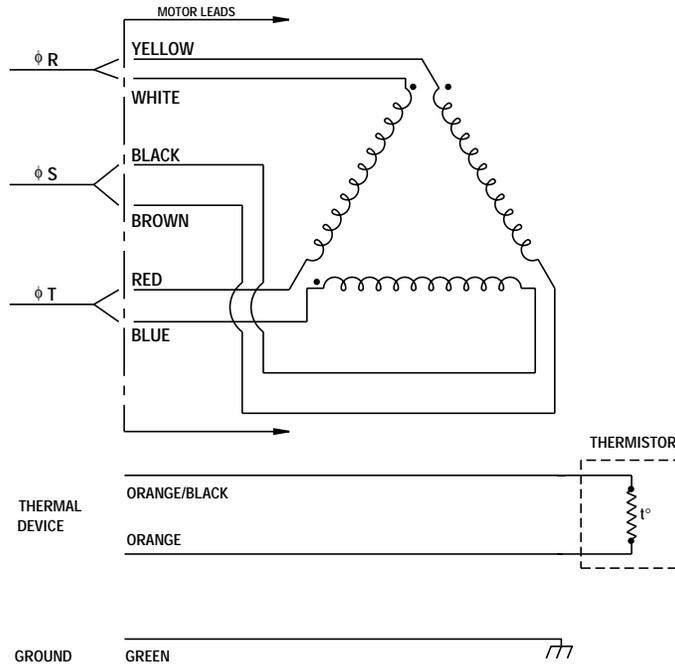 MOTOR LEADS
ϕ R
YELLOW
WHITE
ϕ S
BLACK
BROWN
ϕ T
RED
BLUE
THERMISTOR
THERMAL
DEVICE
ORANGE/BLACK
ORANGE
t°
GROUND
GREEN